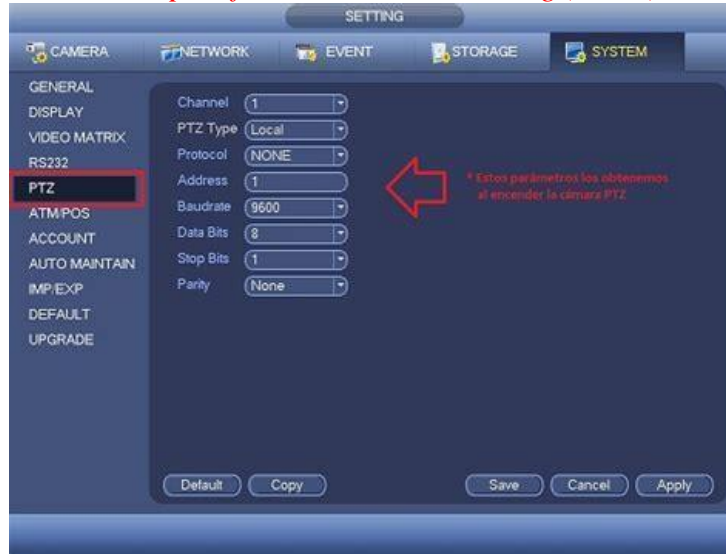 SETTING
CAMERA NETWORK EVENT STORAGE SYSTEM
GENERAL
DISPLAY
VIDEO MATRIX
RS232
PTZ
ATM/POS
ACCOUNT
AUTO MAINTAIN
IMP/EXP
DEFAULT
UPGRADE
Channel 1
PTZ Type Local
Protocol NONE
Address 1
Baudrate 9600
Data Bits 8
Stop Bits 1
Parity None
* Estos parámetros los obtenemos
al encender la cámara PTZ
Default Copy Save Cancel Apply